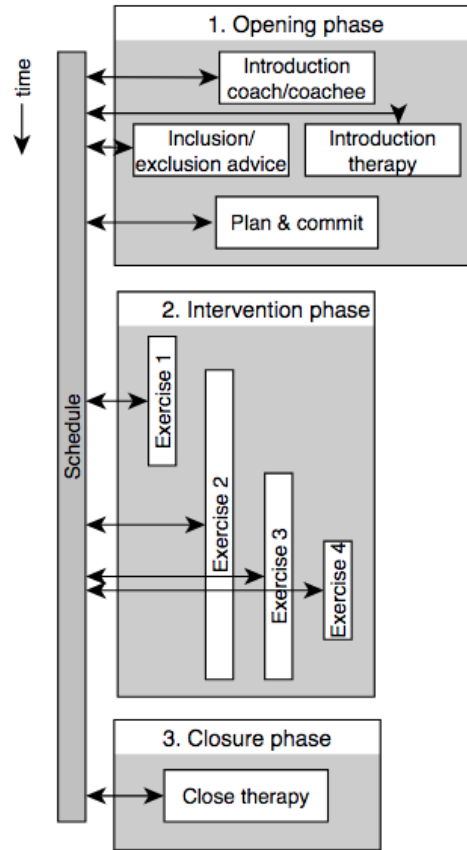 1. Opening phase
time
Introduction
coach/coachee
Inclusion/
exclusion advice
Introduction
therapy
Plan & commit
2. Intervention phase
Schedule
Exercise 1
Exercise 2
Exercise 3
Exercise 4
3. Closure phase
Close therapy